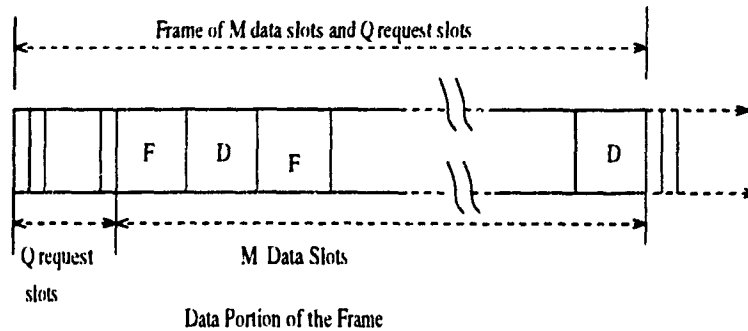 Frame of M data slots and Q request slots
F D F D
Q request
slots
M Data Slots
Data Portion of the Frame